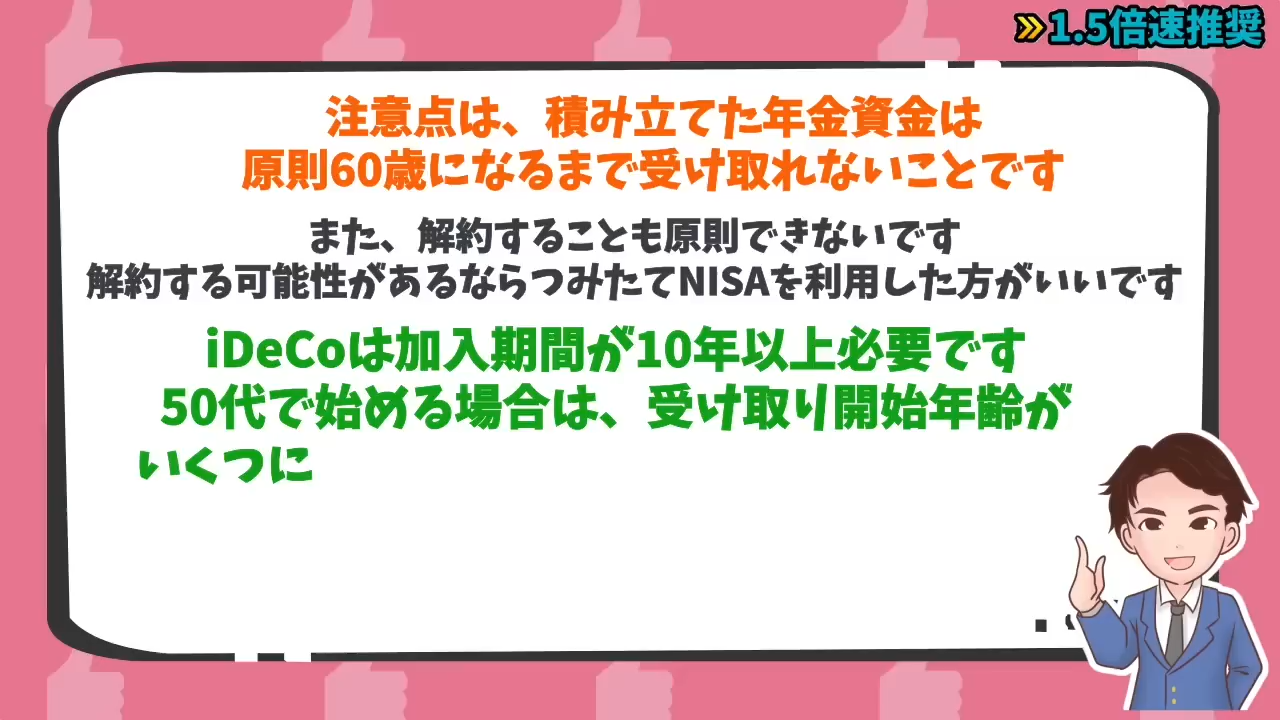 »1.5倍速推奨
注意点は、積み立てた年金資金は
原則60歳になるまで受け取れないことです
また、解約することも原則できないです
解約する可能性があるならつみたてNISAを利用した方がいいです
iDeCoは加入期間が10年以上必要です
50代で始める場合は、受け取り開始年齢が
いくつに